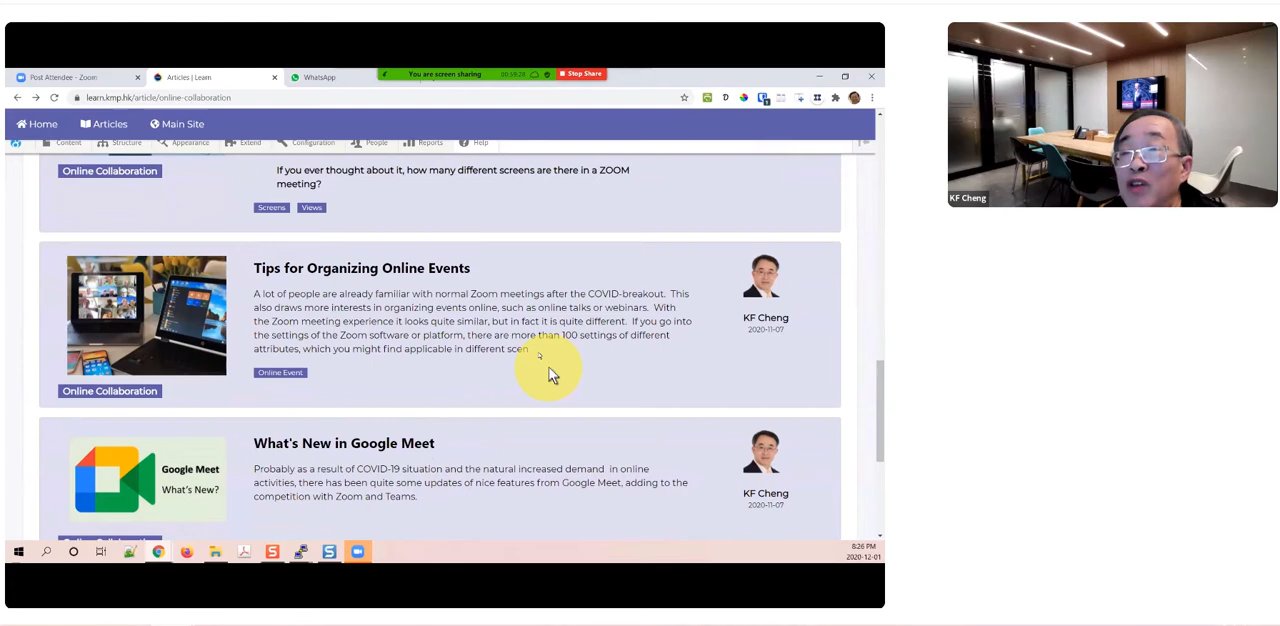 Post Attendee - Zoom
Articles | Learn
WhatsApp
You are screen sharing
00:59:28
Stop Share
learn.kmp.hk/article/online-collaboration
Home
Articles
Main Site
Content
Structure
Appearance
Extend
Configuration
People
Reports
Help
Online Collaboration
If you ever thought about it, how many different screens are there in a ZOOM
meeting?
Screens
Views
Tips for Organizing Online Events
A lot of people are already familiar with normal Zoom meetings after the COVID-breakout. This
also draws more interests in organizing events online, such as online talks or webinars. With
the Zoom meeting experience it looks quite similar, but in fact it is quite different. If you go into
the settings of the Zoom software or platform, there are more than 100 settings of different
attributes, which you might find applicable in different scen
Online Event
Online Collaboration
KF Cheng
2020-11-07
What's New in Google Meet
Probably as a result of COVID-19 situation and the natural increased demand in online
activities, there has been quite some updates of nice features from Google Meet, adding to the
competition with Zoom and Teams.
Google Meet
What's New?
KF Cheng
2020-11-07
Online Collaboration
8:26 PM
2020-12-01
KF Cheng